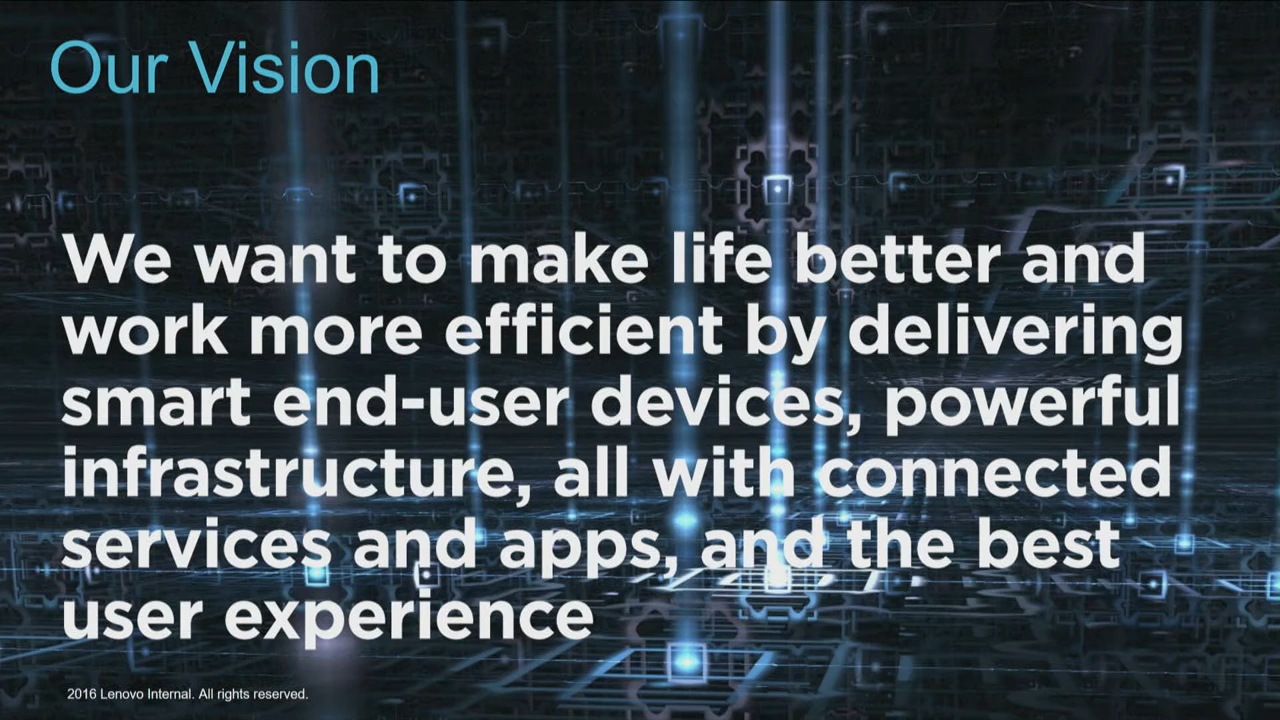 Our Vision
We want to make life better and
work more efficient by delivering
smart end-user devices, powerful
infrastructure, all with connected
services and apps, and the best
user experience
2016 Lenovo Internal. All rights reserved.